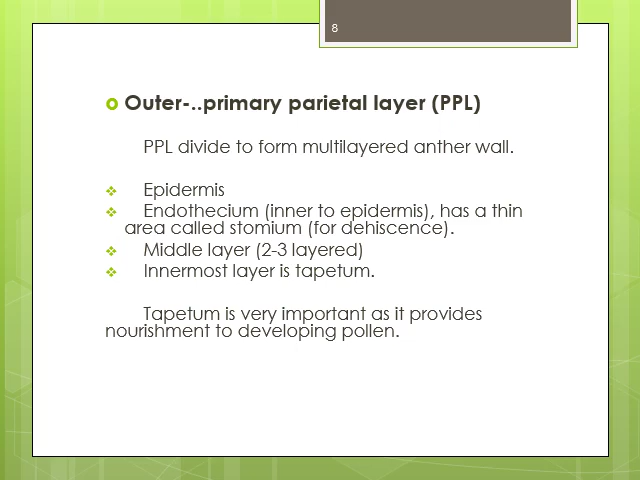 8
Outer-..primary parietal layer (PPL)
PPL divide to form multilayered anther wall.
Epidermis
Endothecium (inner to epidermis), has a thin
area called stomium (for dehiscence).
Middle layer (2-3 layered)
Innermost layer is tapetum.
Tapetum is very important as it provides
nourishment to developing pollen.